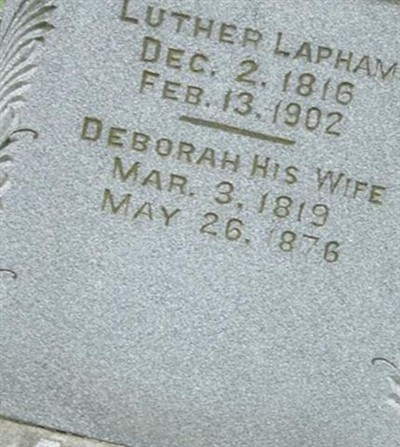 LUTHER LAPHAM
DEC. 2, 1816
FEB. 13, 1902
DEBORAH HIS WIFE
MAR. 3, 1819
MAY 26, 1876